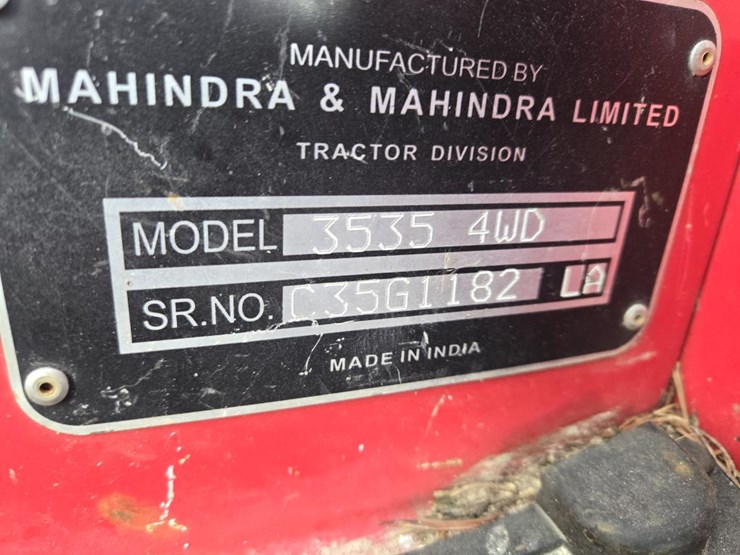 MANUFACTURED BY
MAHINDRA & MAHINDRA LIMITED
TRACTOR DIVISION
MODEL 3535 4WD
SR.NO. C35G1182 LA
MADE IN INDIA